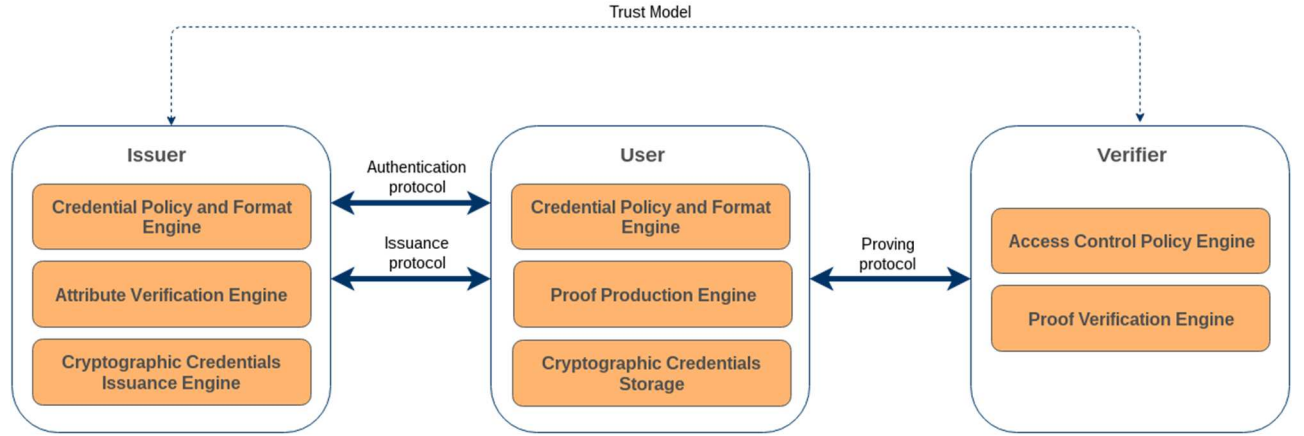 Trust Model
Issuer
Credential Policy and Format
Engine
Attribute Verification Engine
Cryptographic Credentials
Issuance Engine
Authentication
protocol
Issuance
protocol
User
Credential Policy and Format
Engine
Proof Production Engine
Cryptographic Credentials
Storage
Proving
protocol
Verifier
Access Control Policy Engine
Proof Verification Engine